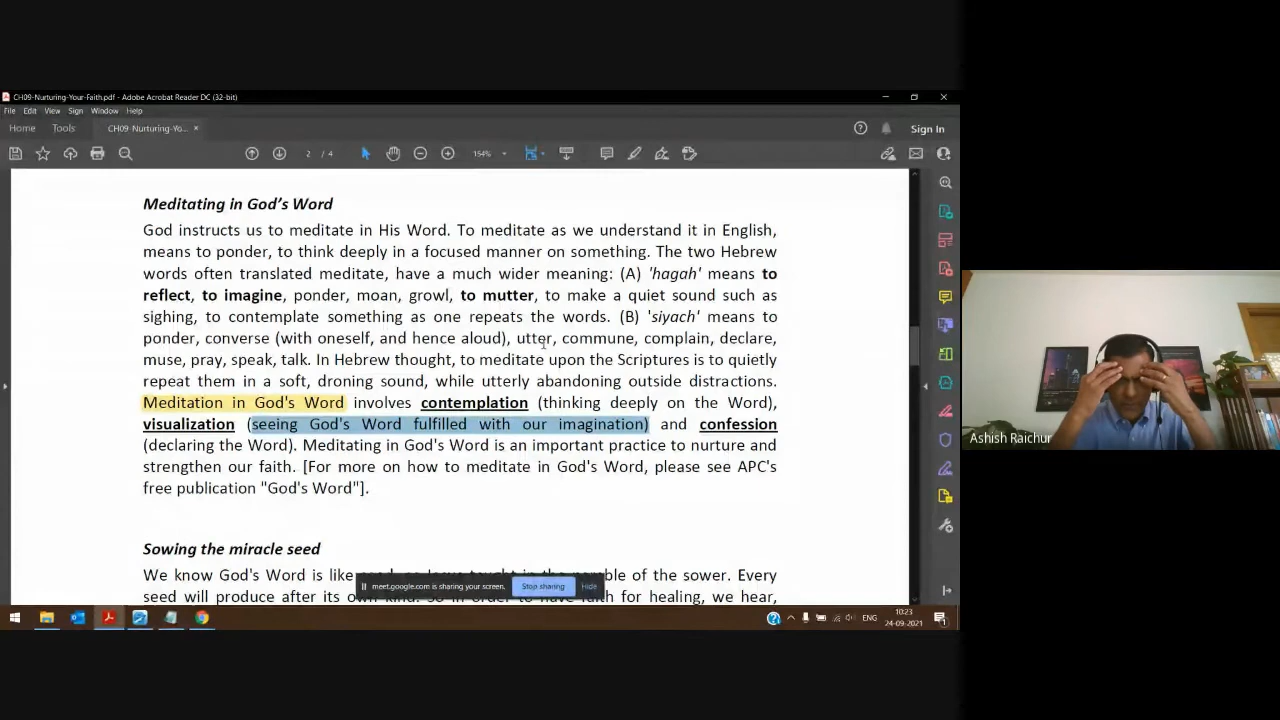 CH09-Nurturing-Your-Faith.pdf - Adobe Acrobat Reader DC (32-bit)
File Edit View Sign Window Help
Home Tools CH09-Nurturing-Yo... × Sign In
2 / 4 154%
Meditating in God's Word
God instructs us to meditate in His Word. To meditate as we understand it in English,
means to ponder, to think deeply in a focused manner on something. The two Hebrew
words often translated meditate, have a much wider meaning: (A) 'hagah' means to
reflect, to imagine, ponder, moan, growl, to mutter, to make a quiet sound such as
sighing, to contemplate something as one repeats the words. (B) 'siyach' means to
ponder, converse (with oneself, and hence aloud), utter, commune, complain, declare,
muse, pray, speak, talk. In Hebrew thought, to meditate upon the Scriptures is to quietly
repeat them in a soft, droning sound, while utterly abandoning outside distractions.
Meditation in God's Word involves contemplation (thinking deeply on the Word),
visualization (seeing God's Word fulfilled with our imagination) and confession
(declaring the Word). Meditating in God's Word is an important practice to nurture and
strengthen our faith. [For more on how to meditate in God's Word, please see APC's
free publication "God's Word"].
Sowing the miracle seed
We know God's Word is like of the sower. Every
seed will produce after its for healing, we hear,
meet.google.com is sharing your screen. Stop sharing Hide
ENG 10:23
24-09-2021
Ashish Raichur